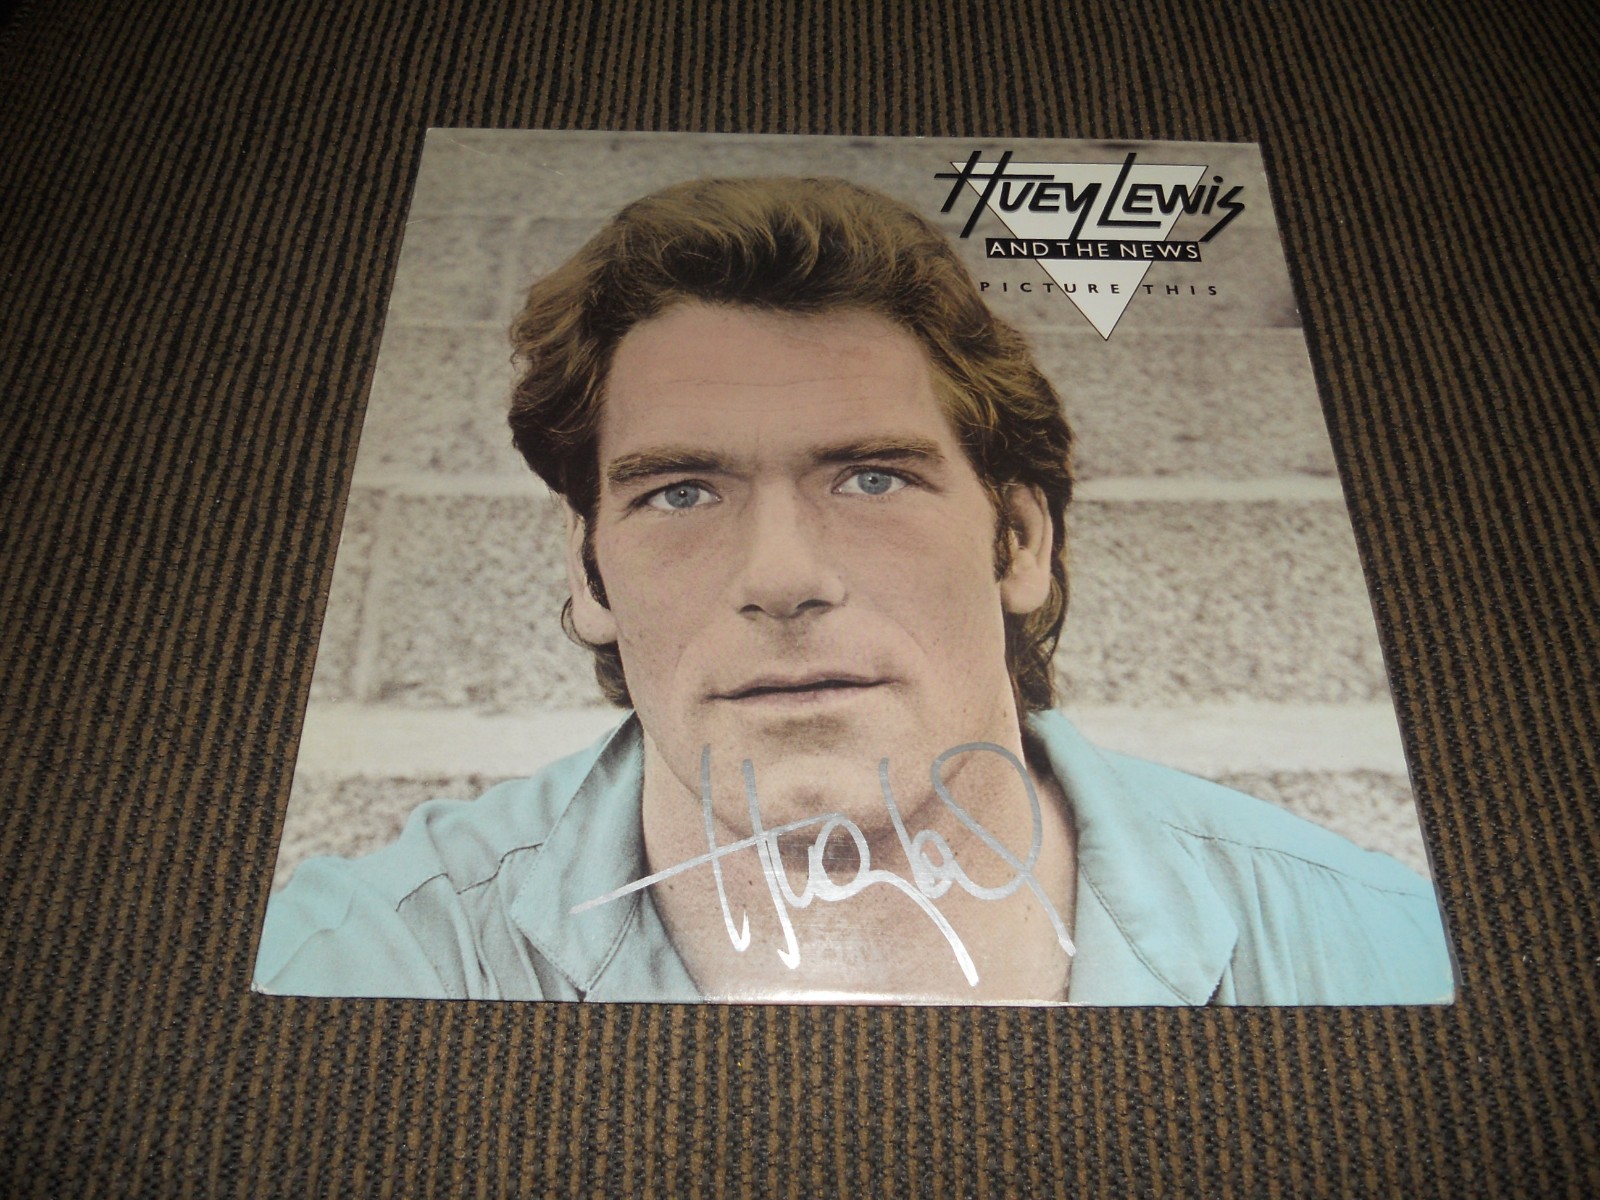 HUEY LEWIS
AND THE NEWS
PICTURE THIS